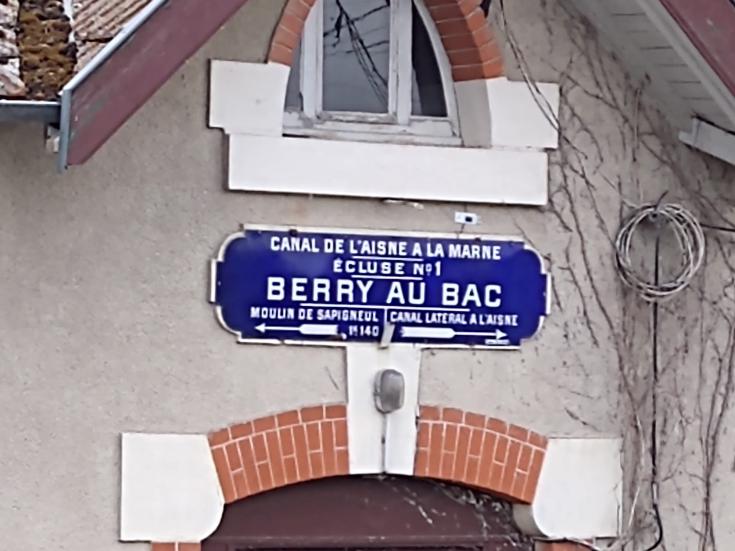 CANAL DE L'AISNE A LA MARNE
ÉCLUSE Nº1
BERRY AU BAC
MOULIN DE SAPIGNEUL CANAL LATERAL A L'AISNE
1ᴷ140